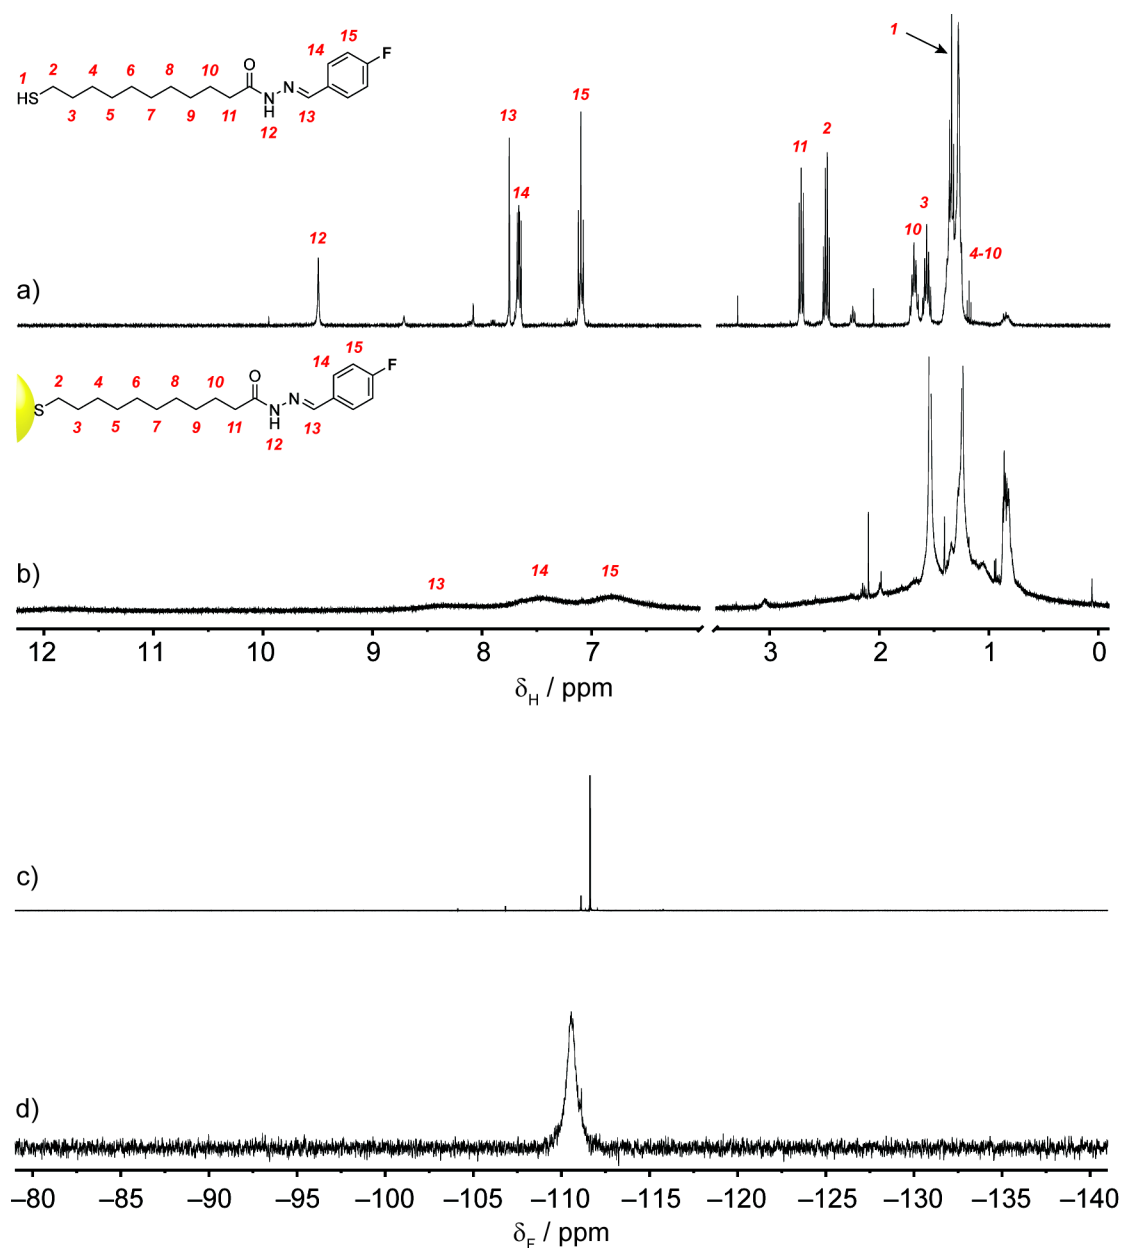 15
14
F
1
2
4
6
8
10
O
HS
N
N
H
3
5
7
9
11
12
13
a)
12
13
14
15
11
2
10
3
1
4-10
15
14
F
2
4
6
8
10
O
S
N
N
H
3
5
7
9
11
12
13
b)
13
14
15
12 11 10 9 8 7 3 2 1 0
δH / ppm
c)
d)
–80 –85 –90 –95 –100 –105 –110 –115 –120 –125 –130 –135 –140
δF / ppm